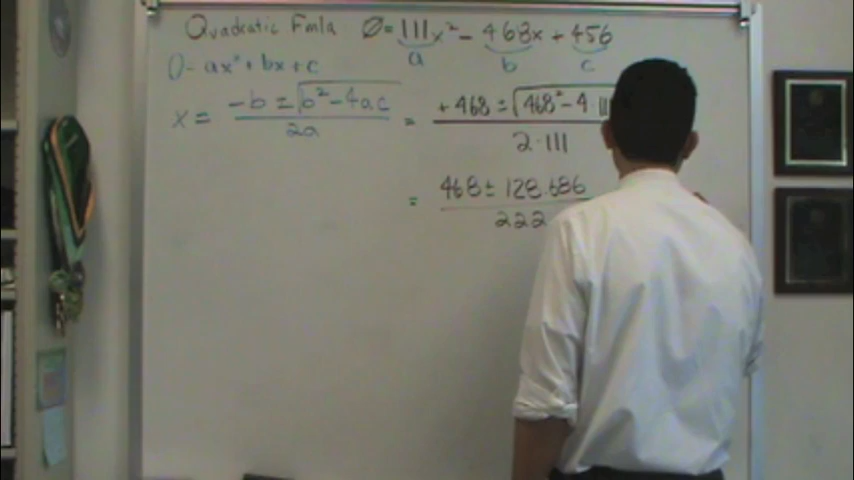 Quadratic Fmla 0=111x² - 468x + 456
a b c
0= ax² + bx + c
x = -b ± √b² - 4ac / 2a = +468 ± √468² - 4·11 / 2·111
= 468 ± 128.686 / 222